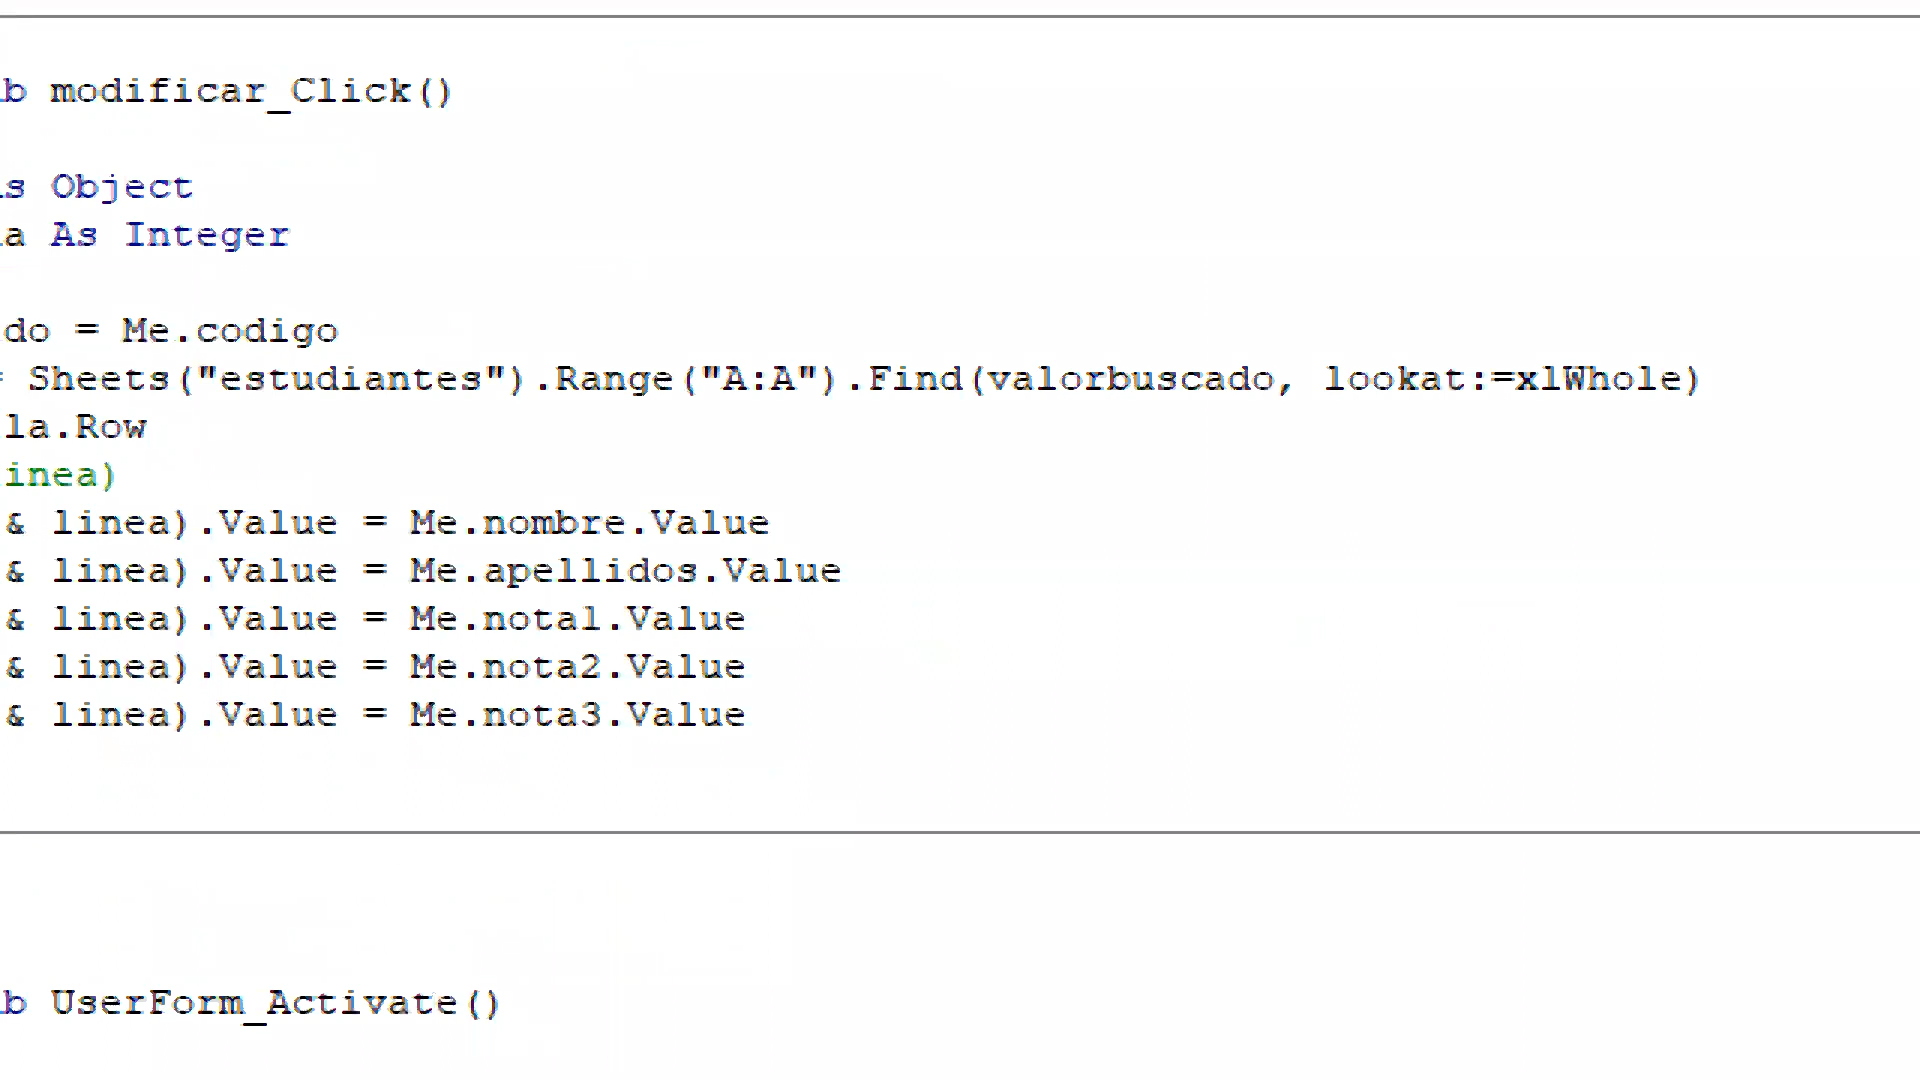 b modificar_Click()
s Object
a As Integer
do = Me.codigo
= Sheets("estudiantes").Range("A:A").Find(valorbuscado, lookat:=xlWhole)
la.Row
inea)
& linea).Value = Me.nombre.Value
& linea).Value = Me.apellidos.Value
& linea).Value = Me.nota1.Value
& linea).Value = Me.nota2.Value
& linea).Value = Me.nota3.Value
b UserForm_Activate()